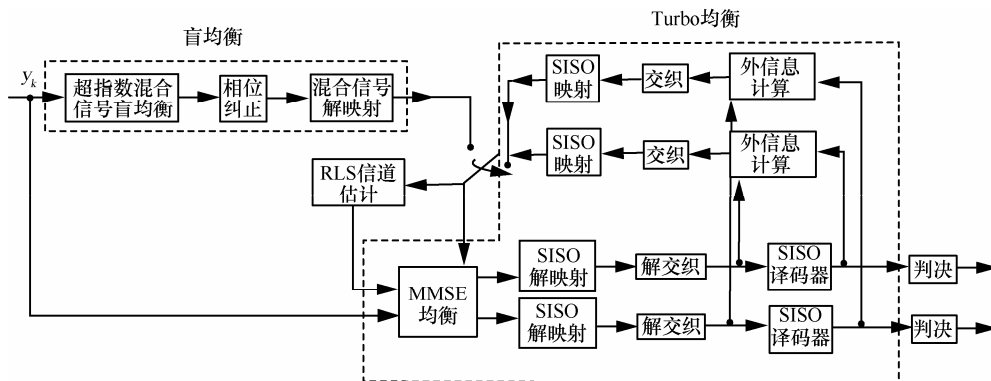 盲均衡
Turbo均衡
y_k
超指数混合
信号盲均衡
相位
纠正
混合信号
解映射
SISO
映射
交织
外信息
计算
SISO
映射
交织
外信息
计算
RLS信道
估计
MMSE
均衡
SISO
解映射
解交织
SISO
译码器
判决
SISO
解映射
解交织
SISO
译码器
判决